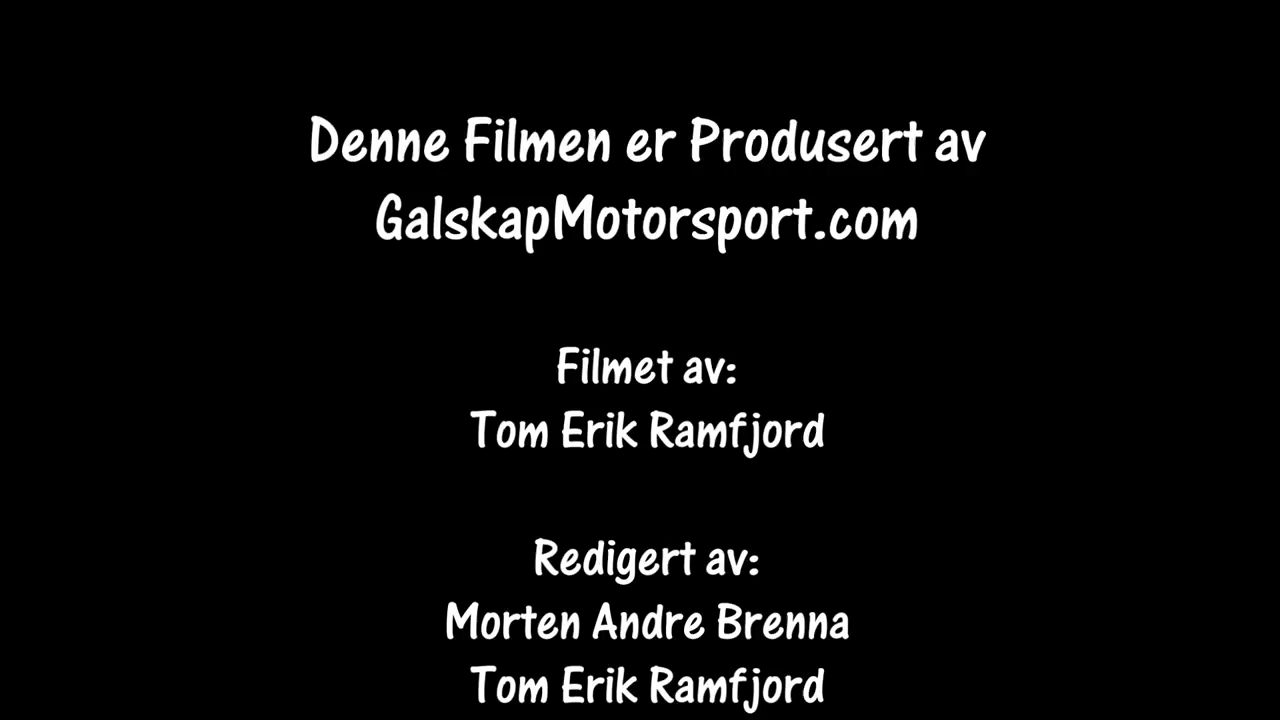 Denne Filmen er Produsert av
GalskapMotorsport.com
Filmet av:
Tom Erik Ramfjord
Redigert av:
Morten Andre Brenna
Tom Erik Ramfjord